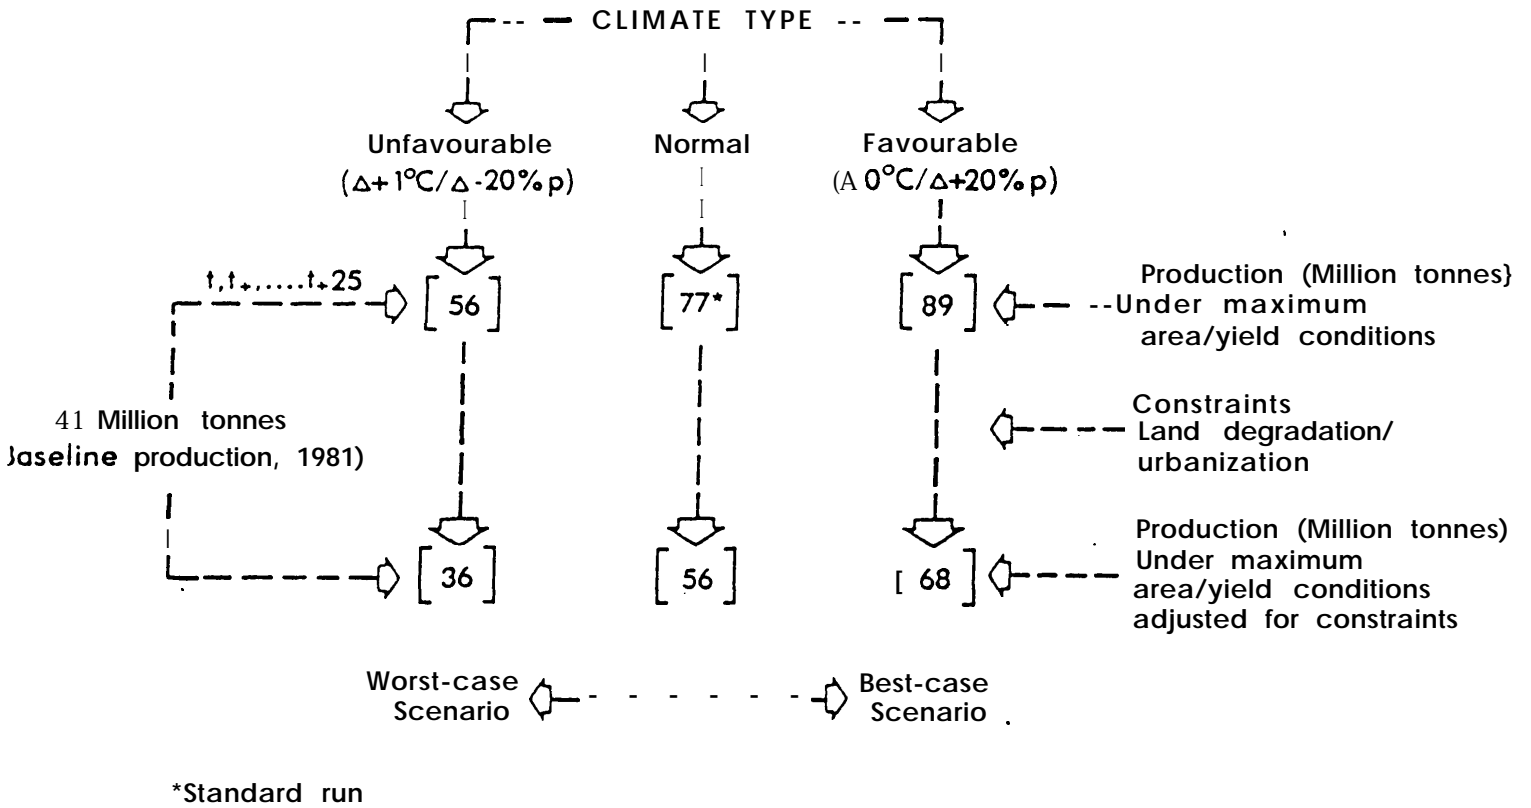 CLIMATE TYPE
Unfavourable
(Δ+1°C/Δ-20%p)
Normal
Favourable
(A 0°C/Δ+20%p)
t,t+,....t+25
[56]
[77*]
[89]
Production (Million tonnes}
--Under maximum
area/yield conditions
41 Million tonnes
Baseline production, 1981)
Constraints
Land degradation/
urbanization
[36]
[56]
[68]
Production (Million tonnes)
Under maximum
area/yield conditions
adjusted for constraints
Worst-case
Scenario
Best-case
Scenario
*Standard run